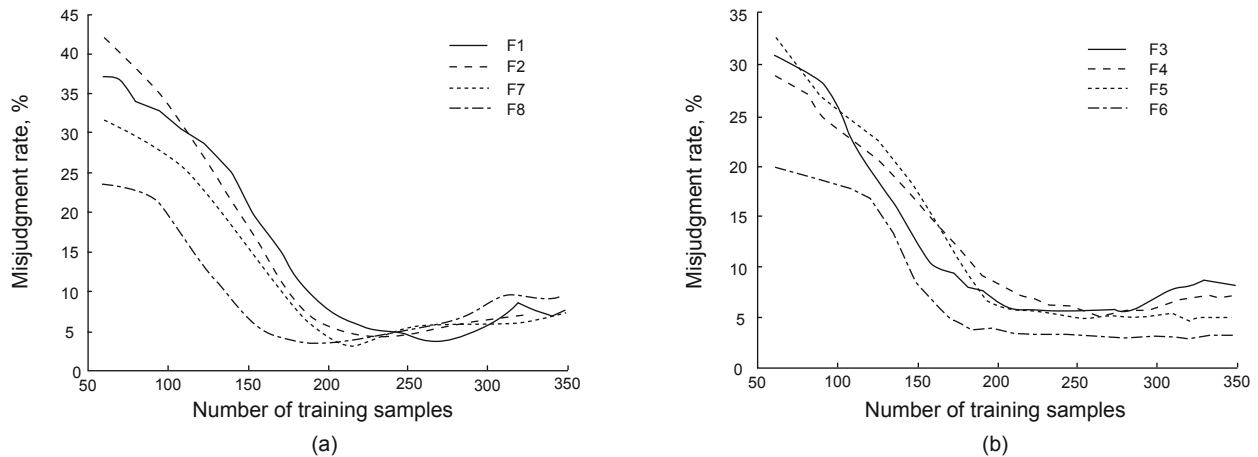 45
40
35
30
25
20
15
10
5
0
Misjudgment rate, %
F1
F2
F7
F8
50 100 150 200 250 300 350
Number of training samples
(a)
35
30
25
20
15
10
5
0
Misjudgment rate, %
F3
F4
F5
F6
50 100 150 200 250 300 350
Number of training samples
(b)